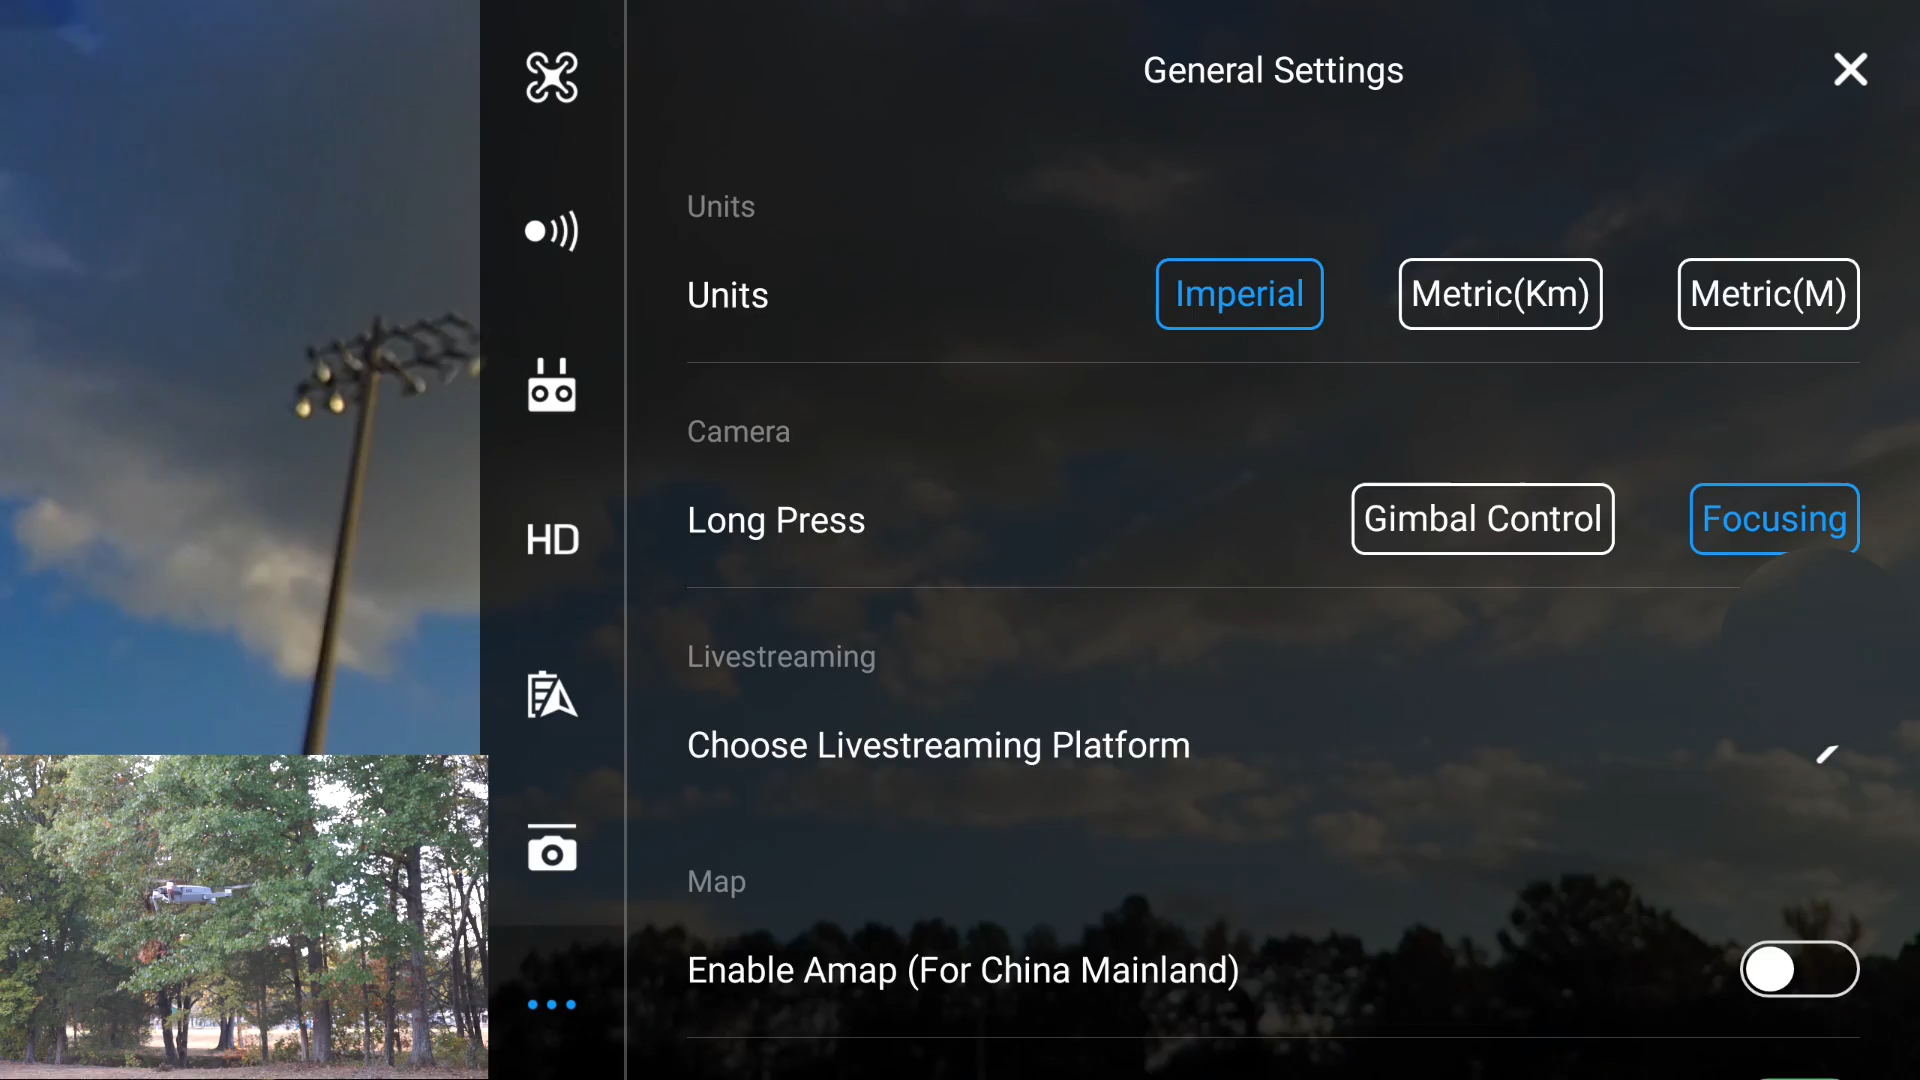 General Settings
Units
Units Imperial Metric(Km) Metric(M)
Camera
Long Press Gimbal Control Focusing
HD
Livestreaming
Choose Livestreaming Platform
Map
Enable Amap (For China Mainland)